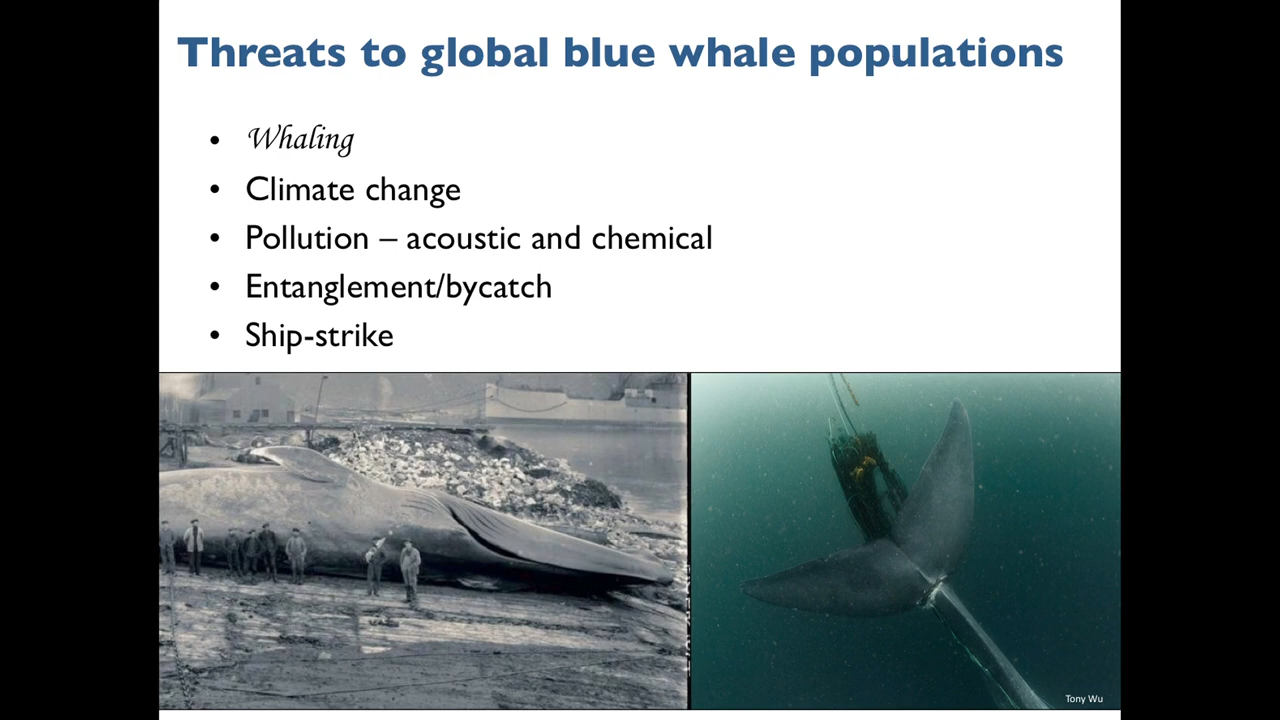 Threats to global blue whale populations
• Whaling
• Climate change
• Pollution – acoustic and chemical
• Entanglement/bycatch
• Ship-strike
Tony Wu